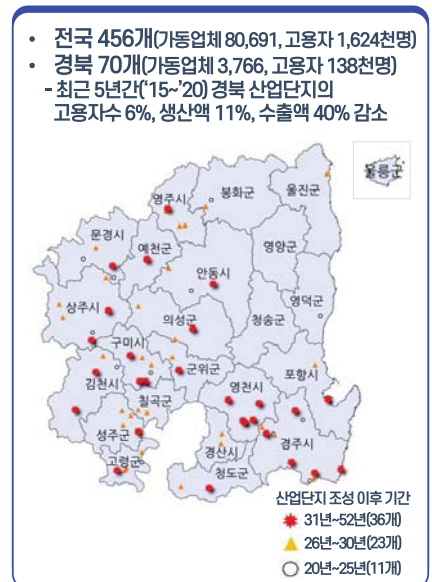 • 전국 456개(가동업체 80,691, 고용자 1,624천명)
• 경북 70개(가동업체 3,766, 고용자 138천명)
- 최근 5년간('15~'20) 경북 산업단지의
고용자수 6%, 생산액 11%, 수출액 40% 감소
울릉군
봉화군
울진군
영주시
문경시
예천군
영양군
안동시
상주시
의성군
청송군
영덕군
구미시
군위군
김천시
칠곡군
영천시
포항시
성주군
경산시
경주시
고령군
청도군
산업단지 조성 이후 기간
31년~52년(36개)
26년~30년(23개)
20년~25년(11개)